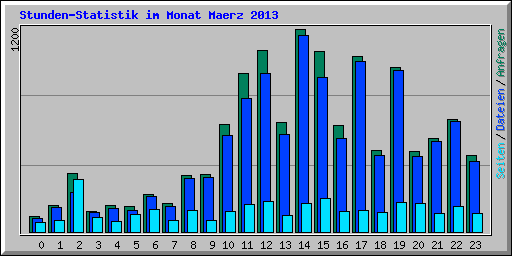 Stunden-Statistik im Monat Maerz 2013
1200
Seiten / Dateien / Anfragen
0 1 2 3 4 5 6 7 8 9 10 11 12 13 14 15 16 17 18 19 20 21 22 23